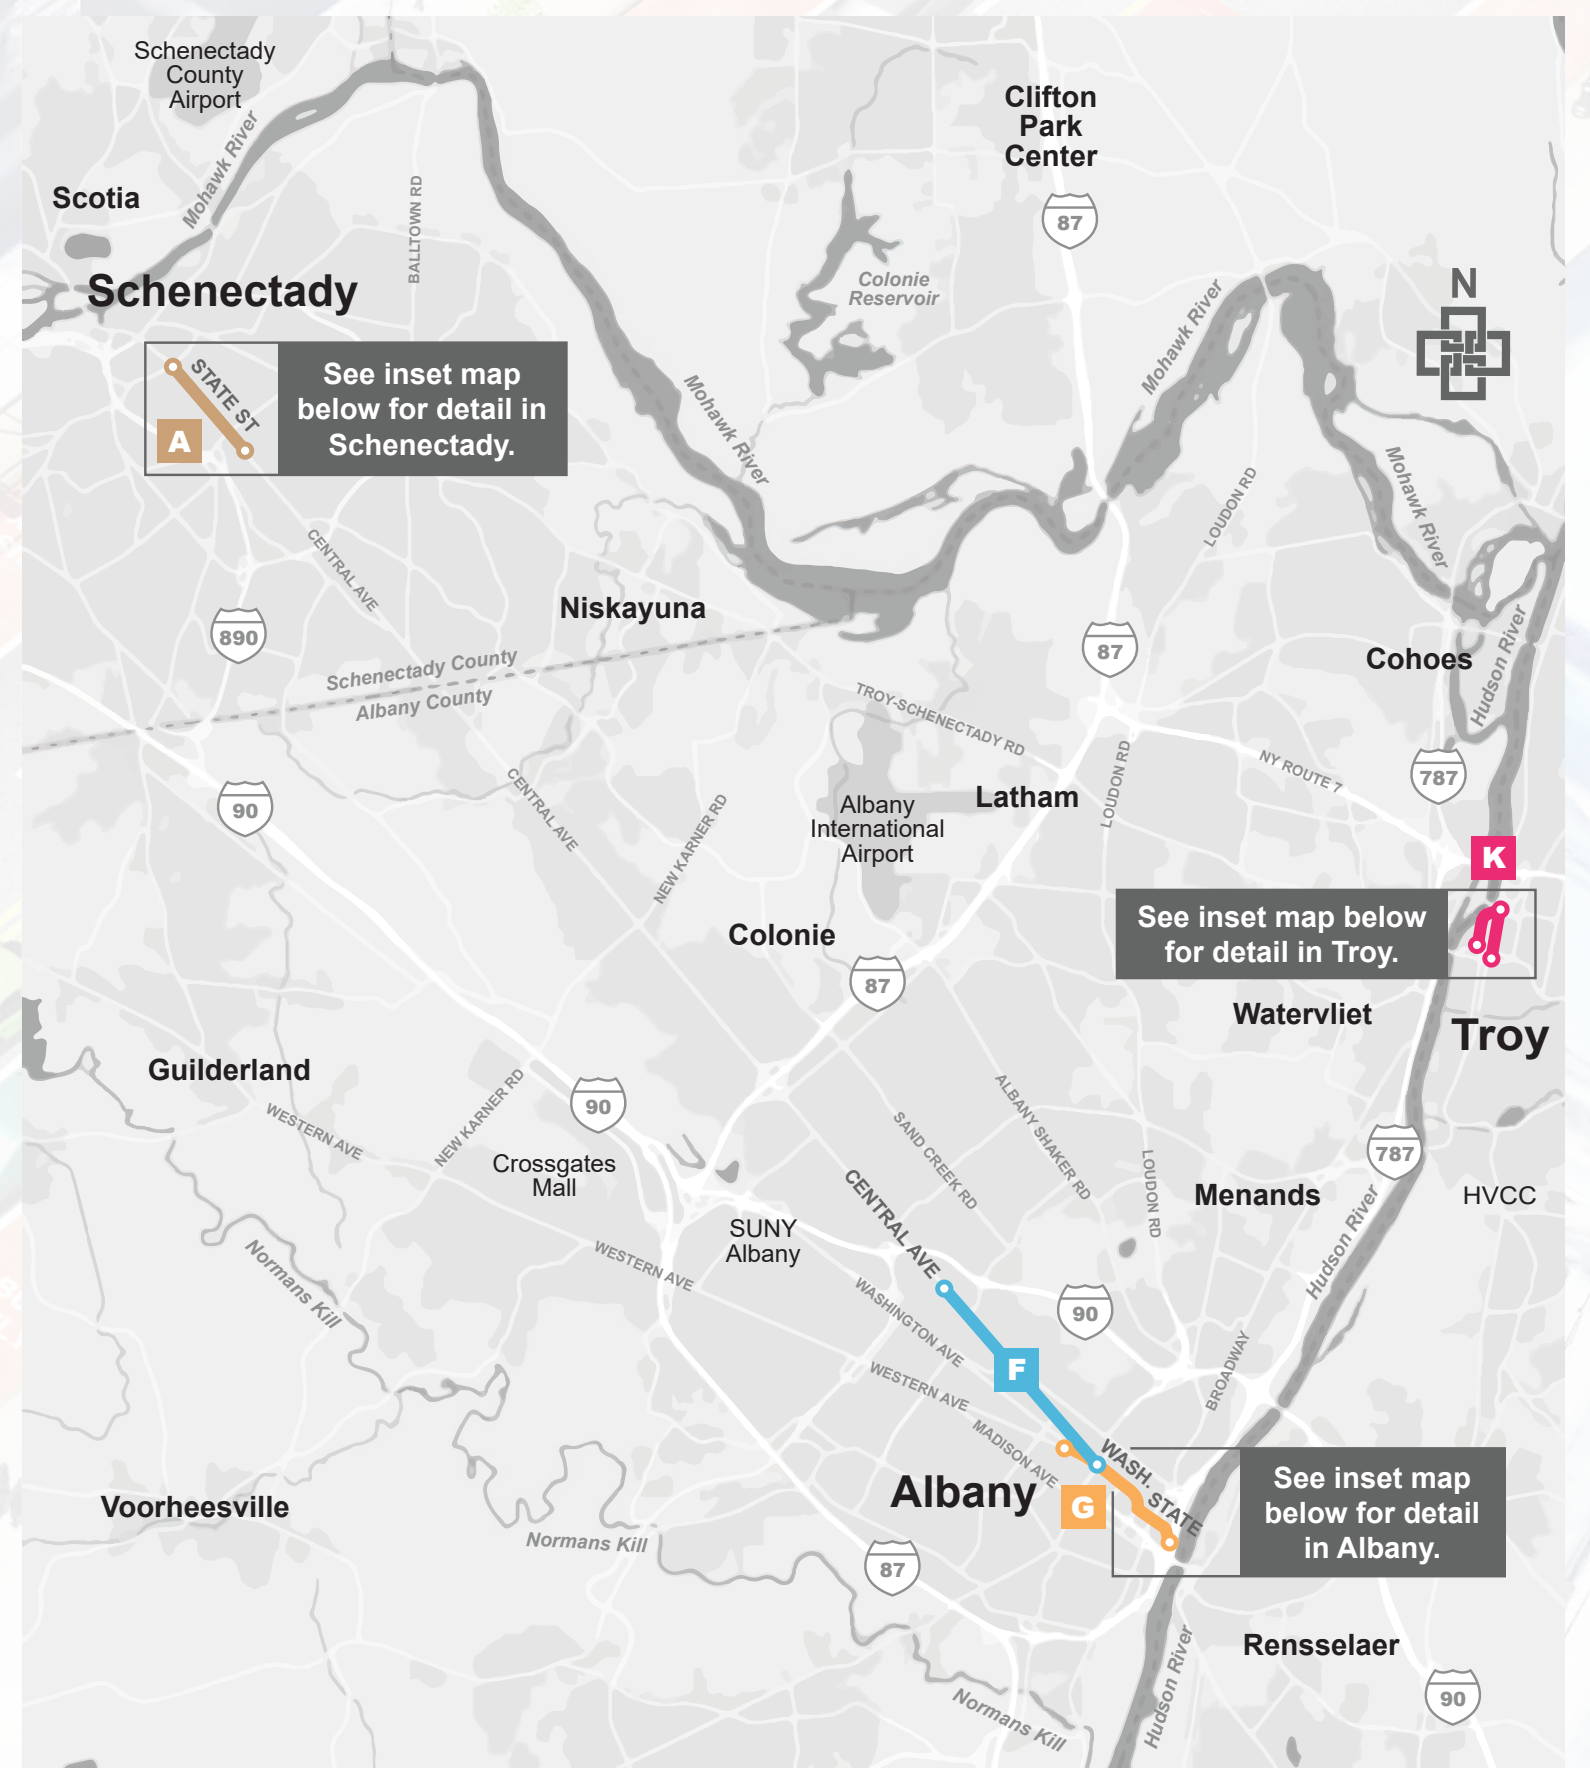 Schenectady
County
Airport
Mohawk River
Scotia
BALLTOWN RD
Clifton
Park
Center
87
Schenectady
Colonie
Reservoir
Mohawk River
N
STATE ST
A
See inset map
below for detail in
Schenectady.
Mohawk River
Mohawk River
LOUDON RD
CENTRAL AVE
Niskayuna
890
87
Cohoes
Hudson River
Schenectady County
Albany County
TROY-SCHENECTADY RD
LOUDON RD
NY ROUTE 7
787
90
CENTRAL AVE
NEW KARNER RD
Albany
International
Airport
Latham
K
See inset map below
for detail in Troy.
Colonie
87
Watervliet
Troy
Guilderland
WESTERN AVE
NEW KARNER RD
90
Crossgates
Mall
SAND CREEK RD
ALBANY SHAKER RD
LOUDON RD
787
Menands
HVCC
SUNY
Albany
CENTRAL AVE
Hudson River
Normans Kill
WESTERN AVE
WASHINGTON AVE
90
F
BROADWAY
WESTERN AVE
MADISON AVE
WASH.
STATE
Albany
G
See inset map
below for detail
in Albany.
Voorheesville
Normans Kill
87
Rensselaer
Hudson River
Normans Kill
90